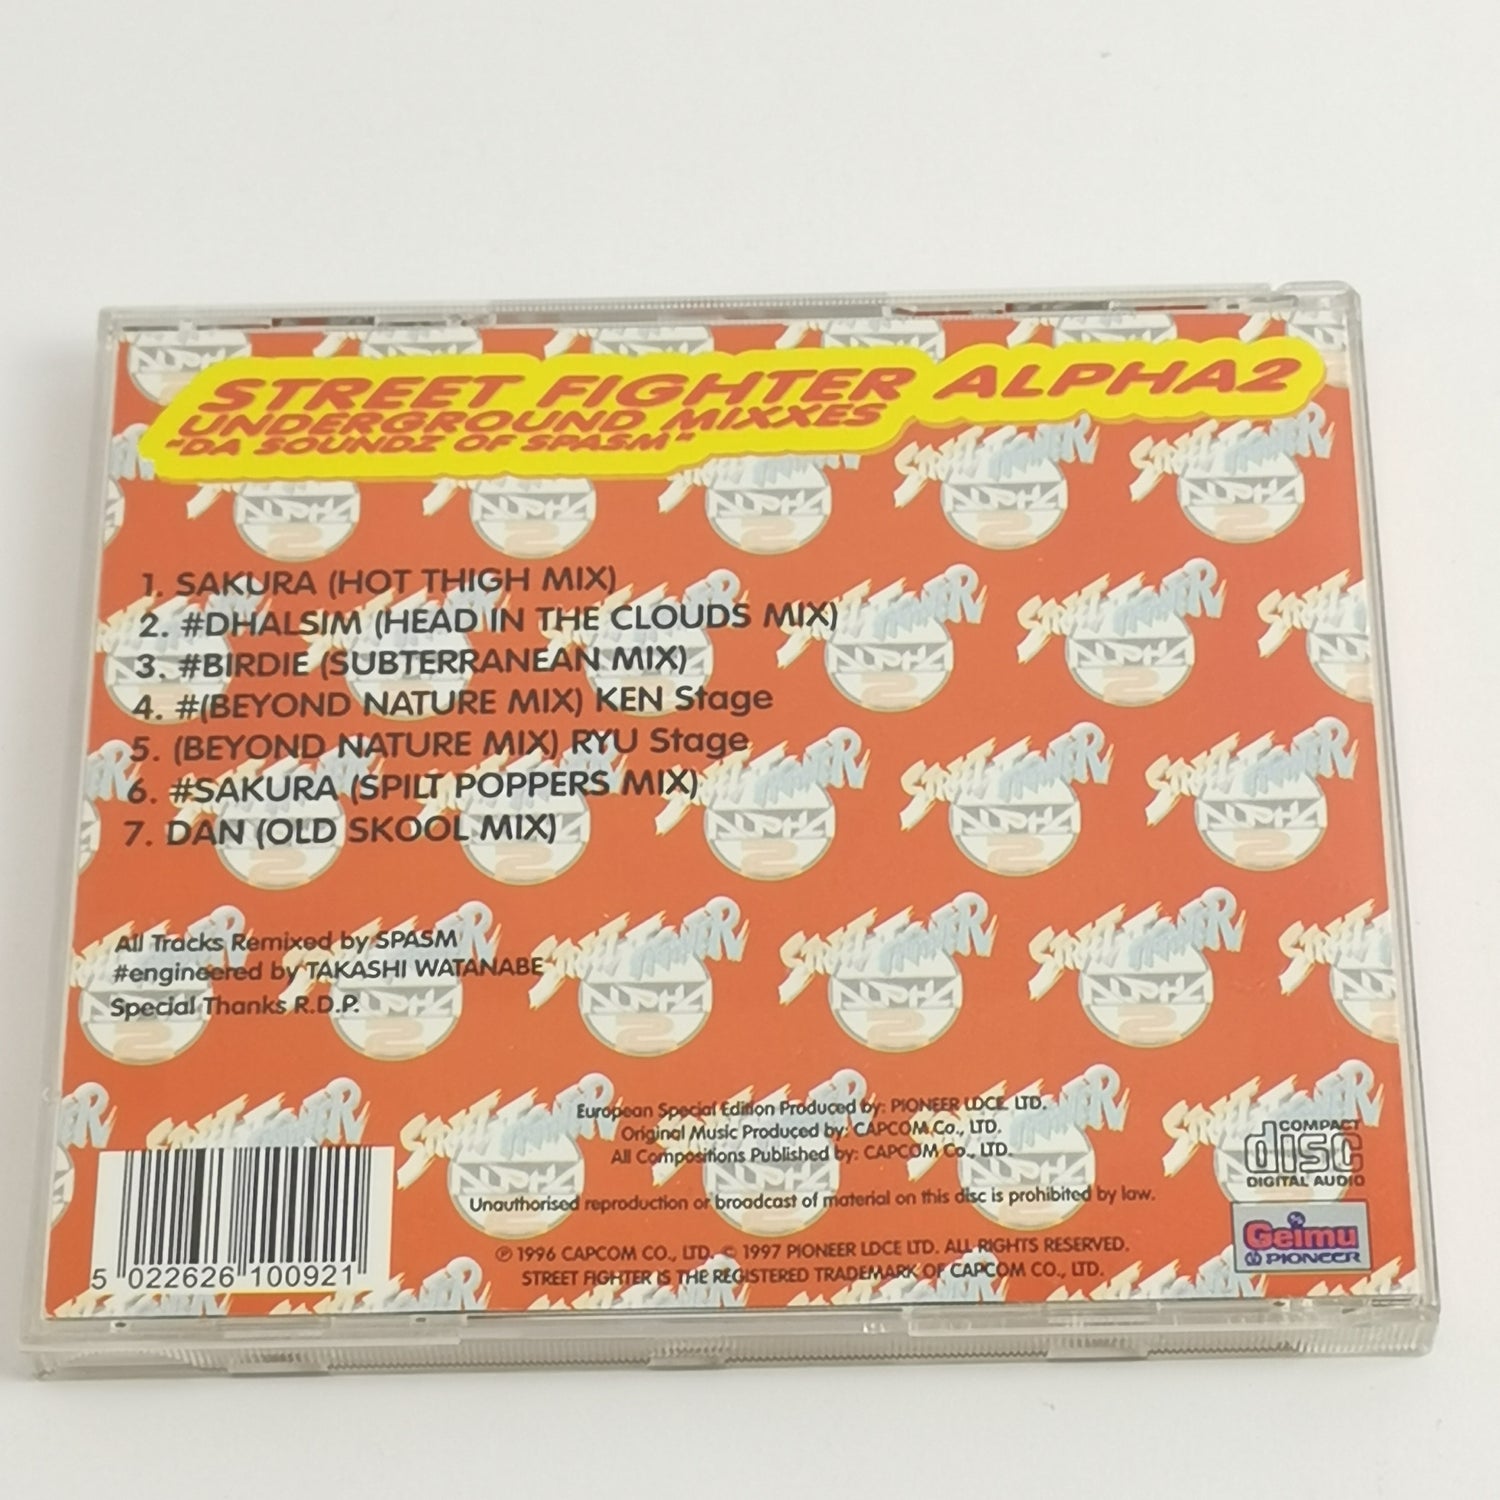 STREET FIGHTER ALPHA2
UNDERGROUND MIXXES
"DA SOUNDZ OF SPASM"
1. SAKURA (HOT THIGH MIX)
2. #DHALSIM (HEAD IN THE CLOUDS MIX)
3. #BIRDIE (SUBTERRANEAN MIX)
4. #(BEYOND NATURE MIX) KEN Stage
5. (BEYOND NATURE MIX) RYU Stage
6. #SAKURA (SPILT POPPERS MIX)
7. DAN (OLD SKOOL MIX)
All Tracks Remixed by SPASM
#engineered by TAKASHI WATANABE
Special Thanks R.D.P.
European Special Edition Produced by: PIONEER LDCE LTD.
Original Music Produced by: CAPCOM Co., LTD.
All Compositions Published by: CAPCOM Co., LTD.
Unauthorised reproduction or broadcast of material on this disc is prohibited by law.
℗ 1996 CAPCOM CO., LTD. © 1997 PIONEER LDCE LTD. ALL RIGHTS RESERVED.
STREET FIGHTER IS THE REGISTERED TRADEMARK OF CAPCOM CO., LTD.
5 022626 100921
COMPACT
disc
DIGITAL AUDIO
Geimu
PIONEER
STREET FIGHTER
ALPHA
2